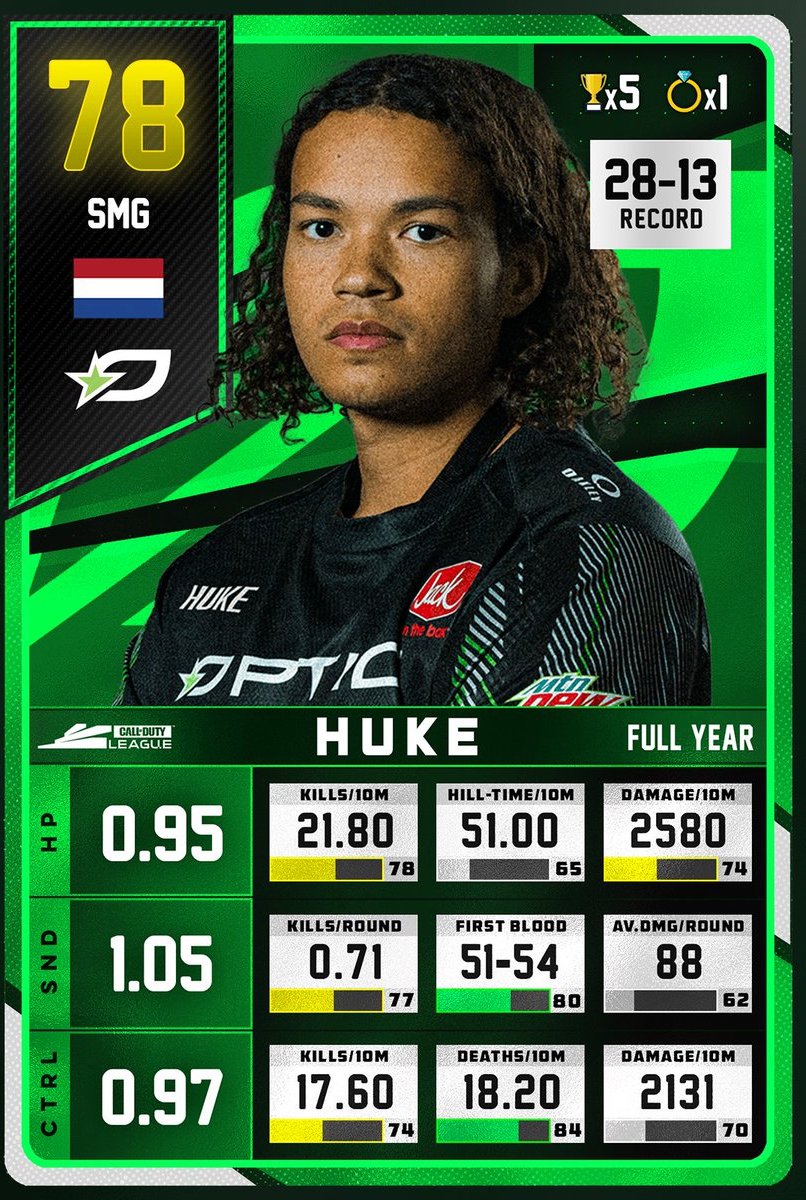 78
SMG
x5 x1
28-13
RECORD
OAKLEY
HUKE
Jack
in the box
OPTIC
mtn
DEW
CALL OF DUTY
LEAGUE
HUKE
FULL YEAR
HP
0.95
KILLS/10M
21.80
78
HILL-TIME/10M
51.00
65
DAMAGE/10M
2580
74
SND
1.05
KILLS/ROUND
0.71
77
FIRST BLOOD
51-54
80
AV.DMG/ROUND
88
62
CTRL
0.97
KILLS/10M
17.60
74
DEATHS/10M
18.20
84
DAMAGE/10M
2131
70